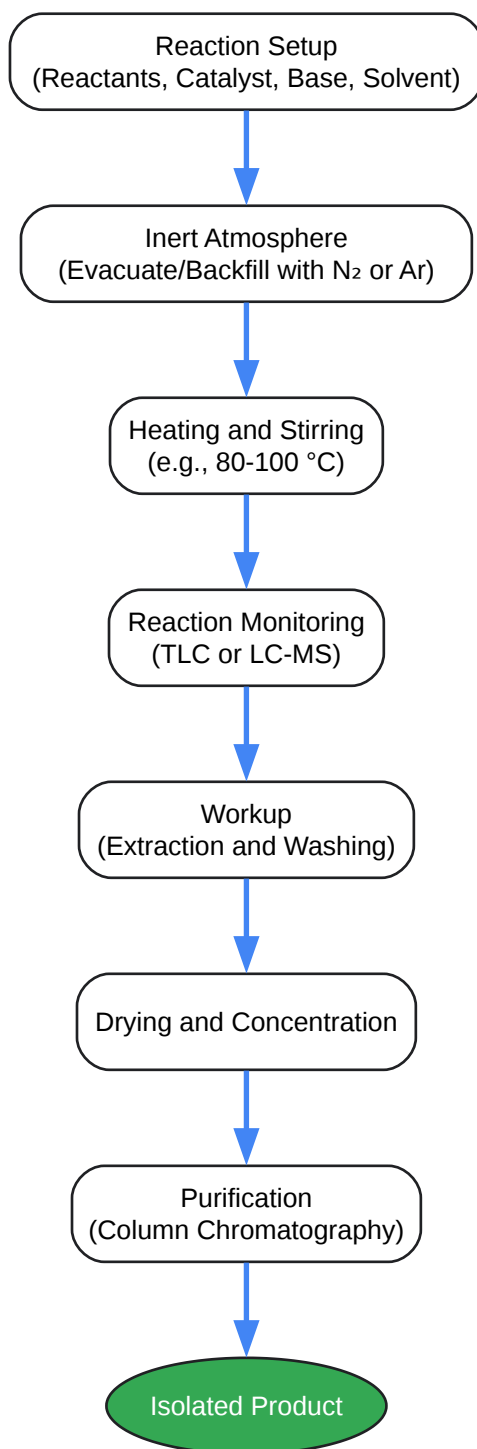 Reaction Setup
(Reactants, Catalyst, Base, Solvent)
Inert Atmosphere
(Evacuate/Backfill with N₂ or Ar)
Heating and Stirring
(e.g., 80-100 °C)
Reaction Monitoring
(TLC or LC-MS)
Workup
(Extraction and Washing)
Drying and Concentration
Purification
(Column Chromatography)
Isolated Product